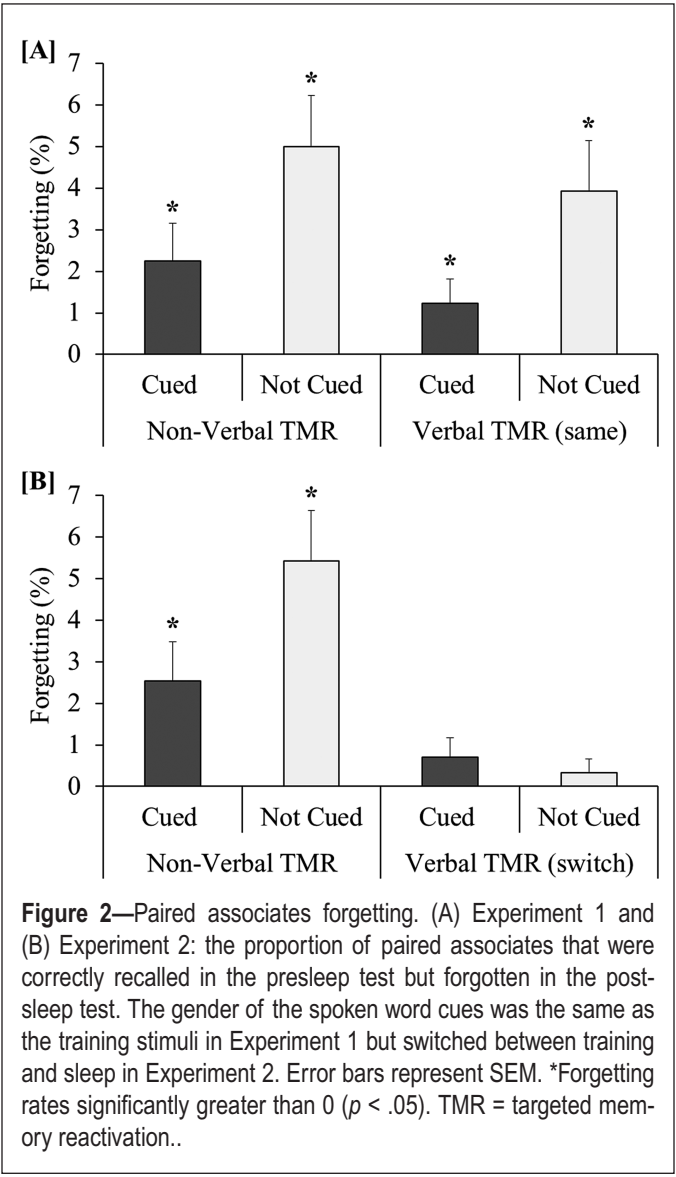 [A]
7
6
5
4
3
2
1
0
Forgetting (%)
*
*
*
*
Cued Not Cued Cued Not Cued
Non-Verbal TMR Verbal TMR (same)
[B]
7
6
5
4
3
2
1
0
Forgetting (%)
*
*
Cued Not Cued Cued Not Cued
Non-Verbal TMR Verbal TMR (switch)
Figure 2—Paired associates forgetting. (A) Experiment 1 and
(B) Experiment 2: the proportion of paired associates that were
correctly recalled in the presleep test but forgotten in the post-
sleep test. The gender of the spoken word cues was the same as
the training stimuli in Experiment 1 but switched between training
and sleep in Experiment 2. Error bars represent SEM. *Forgetting
rates significantly greater than 0 (p < .05). TMR = targeted mem-
ory reactivation..